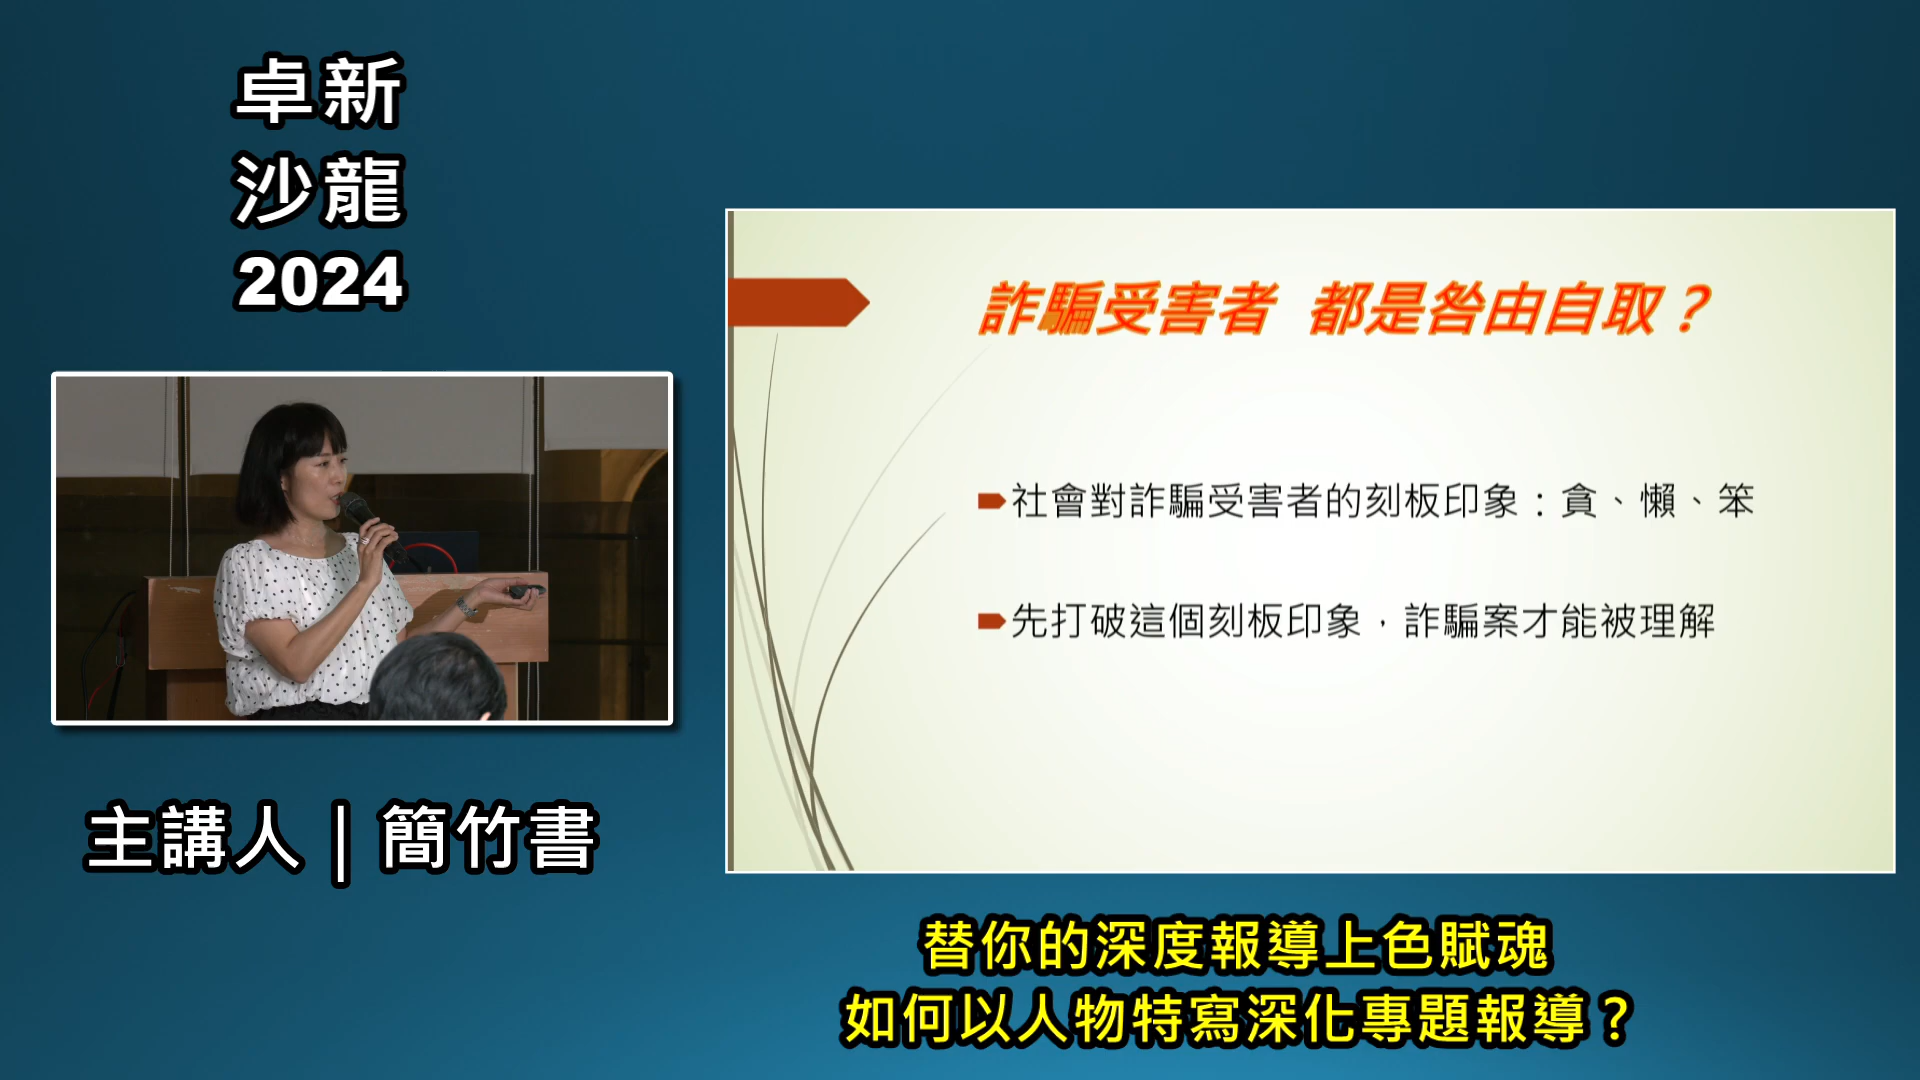 卓新
沙龍
2024
主講人｜簡竹書
詐騙受害者 都是咎由自取？
社會對詐騙受害者的刻板印象：貪、懶、笨
先打破這個刻板印象，詐騙案才能被理解
替你的深度報導上色賦魂
如何以人物特寫深化專題報導？